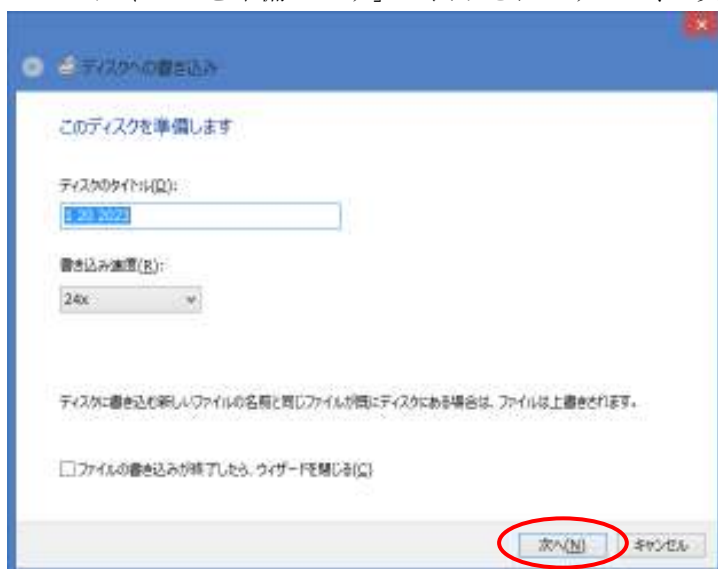 ディスクへの書き込み
このディスクを準備します
ディスクのタイトル(D):
1 20 2023
書き込み速度(R):
24x
ディスクに書き込む新しいファイルの名前と同じファイルが既にディスクにある場合は、ファイルは上書きされます。
□ファイルの書き込みが終了したら、ウィザードを閉じる(C)
次へ(N) キャンセル